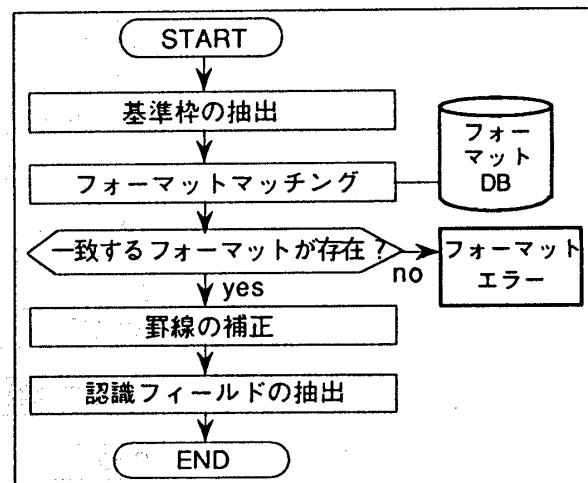 START
基準枠の抽出
フォーマットマッチング
フォー
マット
DB
一致するフォーマットが存在?
no
フォーマット
エラー
yes
罫線の補正
認識フィールドの抽出
END